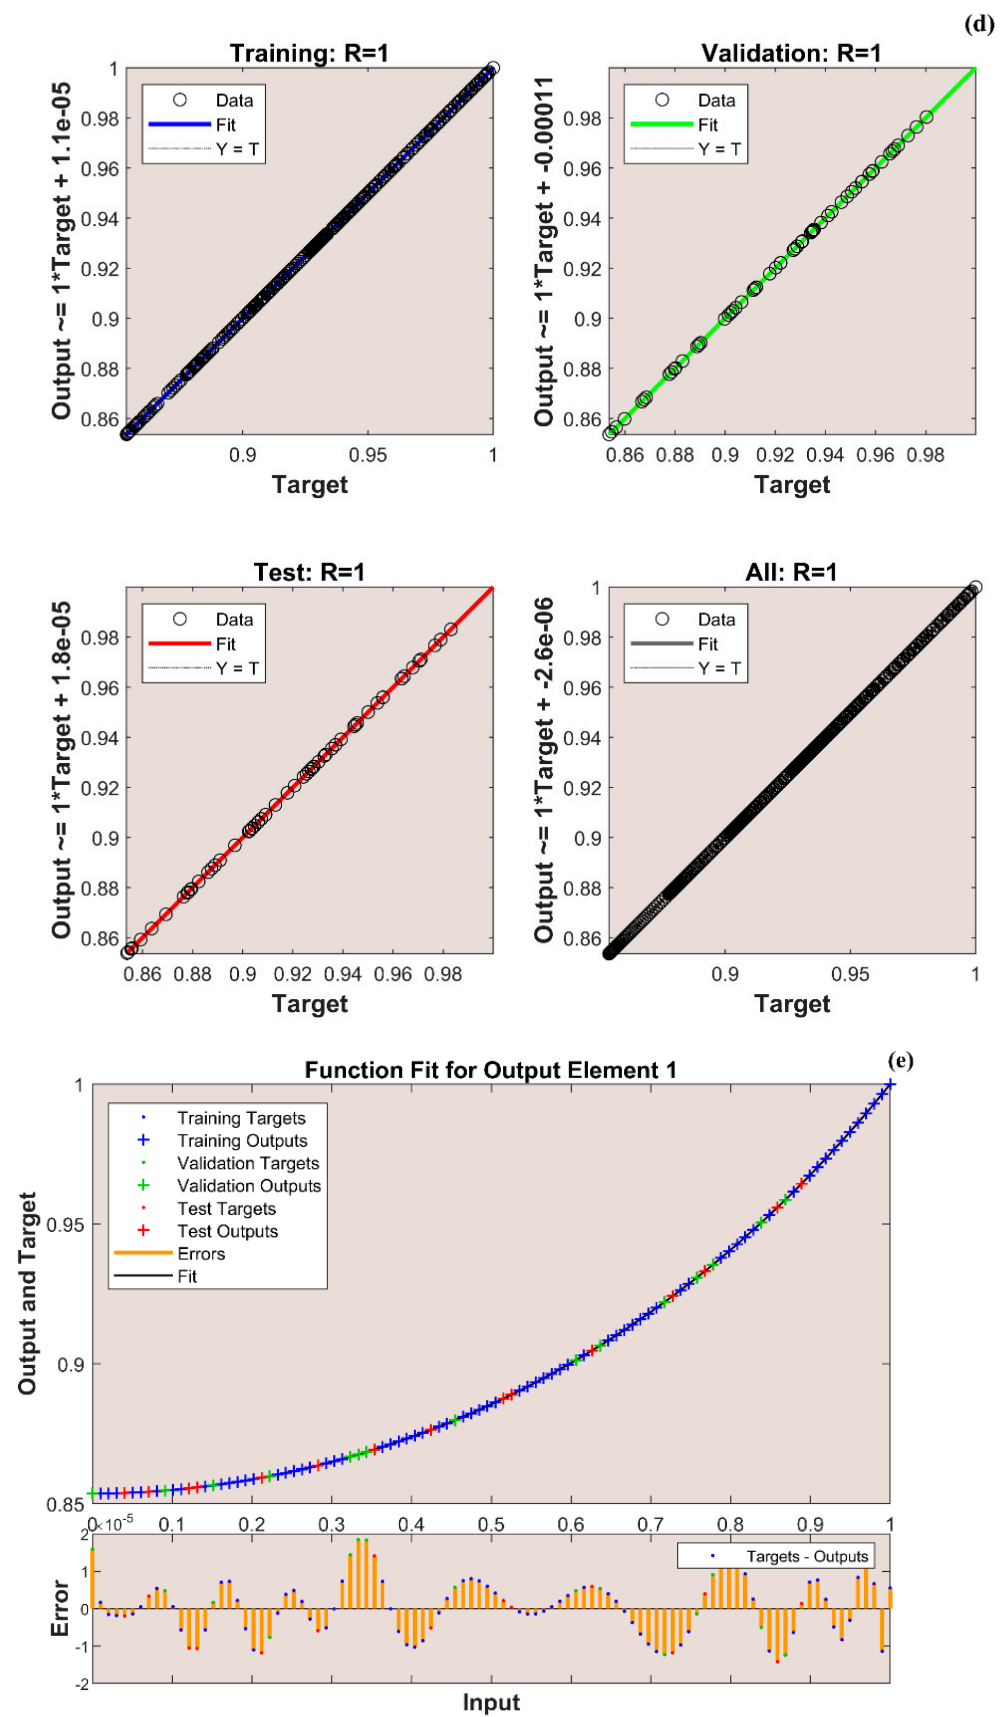 (d)
Training: R=1
Output ~= 1*Target + 1.1e-05
1
0.98
0.96
0.94
0.92
0.9
0.88
0.86
Data
Fit
Y = T
0.9 0.95 1
Target
Validation: R=1
Output ~= 1*Target + -0.00011
0.98
0.96
0.94
0.92
0.9
0.88
0.86
Data
Fit
Y = T
0.86 0.88 0.9 0.92 0.94 0.96 0.98
Target
Test: R=1
Output ~= 1*Target + 1.8e-05
0.98
0.96
0.94
0.92
0.9
0.88
0.86
Data
Fit
Y = T
0.86 0.88 0.9 0.92 0.94 0.96 0.98
Target
All: R=1
Output ~= 1*Target + -2.6e-06
1
0.98
0.96
0.94
0.92
0.9
0.88
0.86
Data
Fit
Y = T
0.9 0.95 1
Target
(e)
Function Fit for Output Element 1
Output and Target
1
0.95
0.9
0.85
Training Targets
Training Outputs
Validation Targets
Validation Outputs
Test Targets
Test Outputs
Errors
Fit
0 0.1 0.2 0.3 0.4 0.5 0.6 0.7 0.8 0.9 1
×10⁻⁵
Error
2
1
0
-1
-2
Targets - Outputs
Input